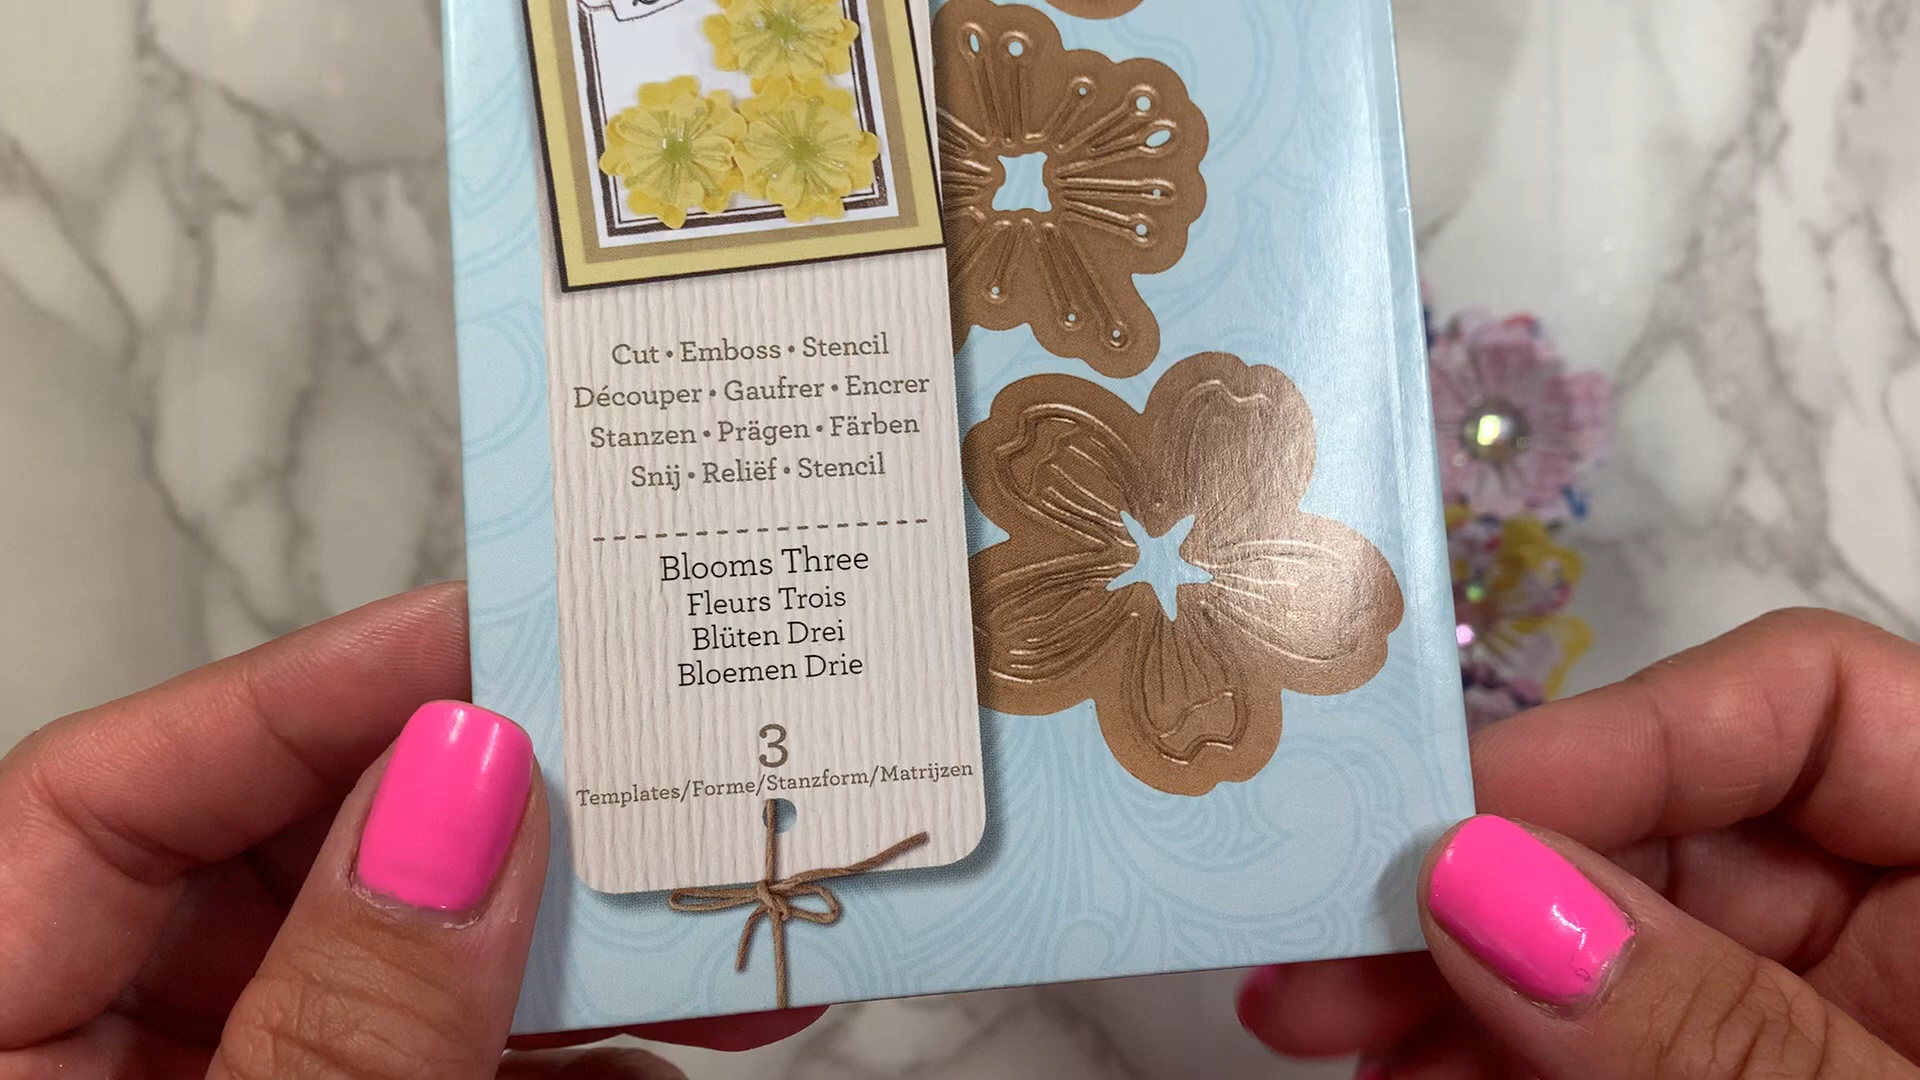 Cut • Emboss • Stencil
Découper • Gaufrer • Encrer
Stanzen • Prägen • Färben
Snij • Reliëf • Stencil
Blooms Three
Fleurs Trois
Blüten Drei
Bloemen Drie
3
Templates/Forme/Stanzform/Matrijzen